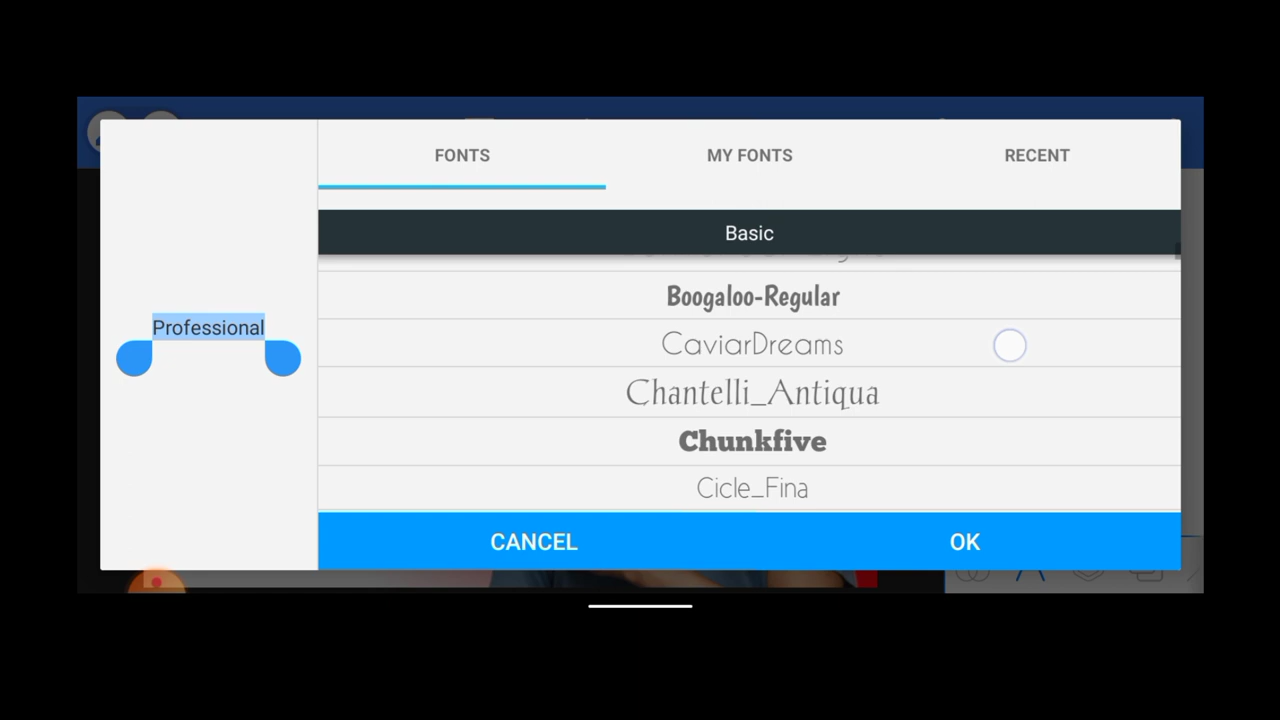 FONTS
MY FONTS
RECENT
Basic
Professional
Boogaloo-Regular
CaviarDreams
Chantelli_Antiqua
Chunkfive
Cicle_Fina
CANCEL
OK